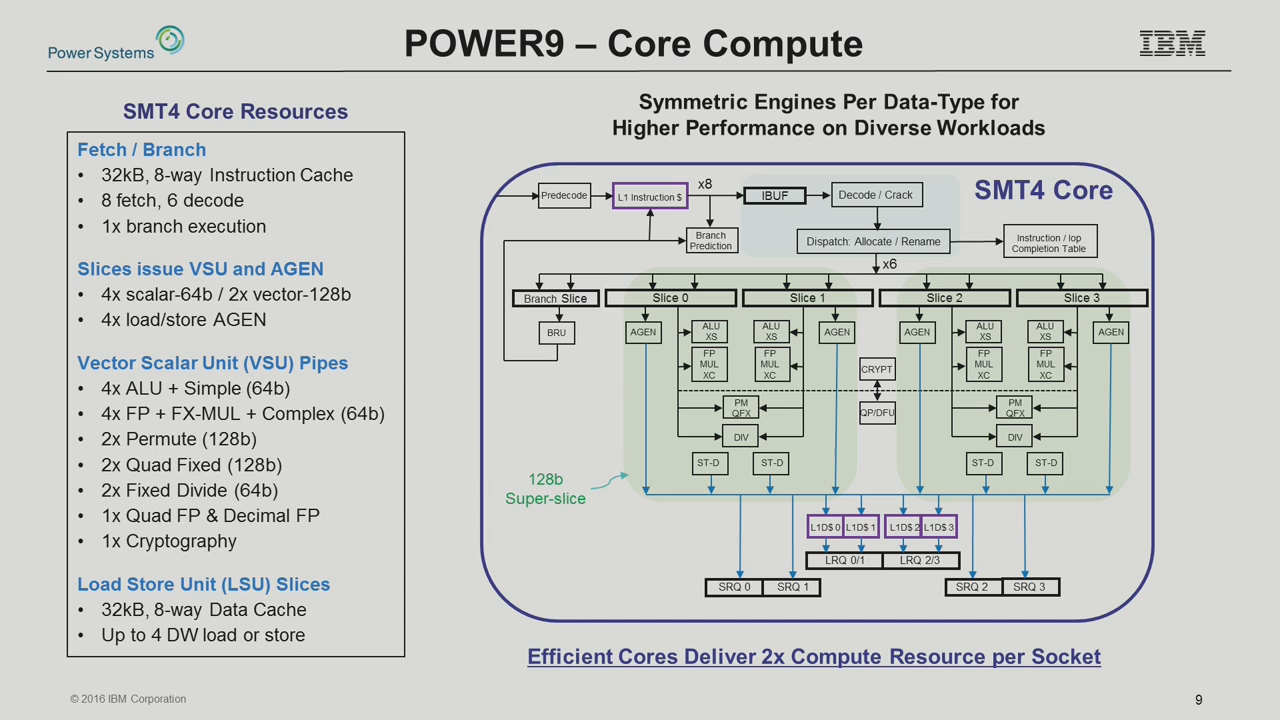 Power Systems
POWER9 – Core Compute
IBM
SMT4 Core Resources
Fetch / Branch
• 32kB, 8-way Instruction Cache
• 8 fetch, 6 decode
• 1x branch execution
Slices issue VSU and AGEN
• 4x scalar-64b / 2x vector-128b
• 4x load/store AGEN
Vector Scalar Unit (VSU) Pipes
• 4x ALU + Simple (64b)
• 4x FP + FX-MUL + Complex (64b)
• 2x Permute (128b)
• 2x Quad Fixed (128b)
• 2x Fixed Divide (64b)
• 1x Quad FP & Decimal FP
• 1x Cryptography
Load Store Unit (LSU) Slices
• 32kB, 8-way Data Cache
• Up to 4 DW load or store
Symmetric Engines Per Data-Type for
Higher Performance on Diverse Workloads
SMT4 Core
Predecode
L1 Instruction $
x8
IBUF
Decode / Crack
Branch
Prediction
Dispatch: Allocate / Rename
Instruction / Iop
Completion Table
x6
Branch Slice
Slice 0
Slice 1
Slice 2
Slice 3
BRU
AGEN
ALU
XS
ALU
XS
AGEN
AGEN
ALU
XS
ALU
XS
AGEN
FP
MUL
XC
FP
MUL
XC
CRYPT
FP
MUL
XC
FP
MUL
XC
PM
QFX
QP/DFU
PM
QFX
DIV
DIV
ST-D
ST-D
ST-D
ST-D
128b
Super-slice
L1D$ 0
L1D$ 1
L1D$ 2
L1D$ 3
LRQ 0/1
LRQ 2/3
SRQ 0
SRQ 1
SRQ 2
SRQ 3
Efficient Cores Deliver 2x Compute Resource per Socket
© 2016 IBM Corporation
9